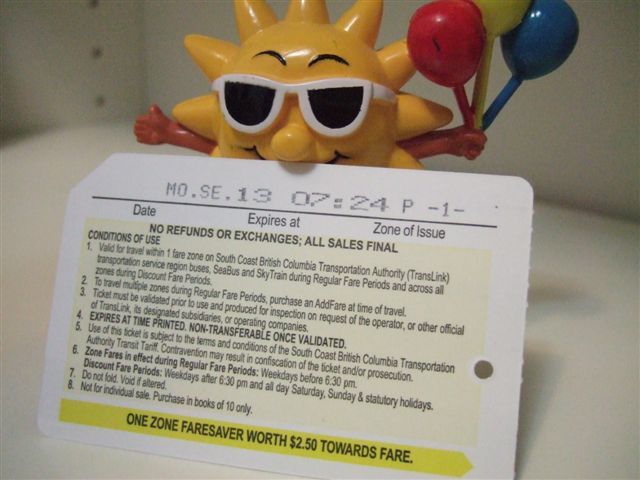 MO.SE.13 07:24 P -1-
Date Expires at Zone of Issue
NO REFUNDS OR EXCHANGES; ALL SALES FINAL
CONDITIONS OF USE
1. Valid for travel within 1 fare zone on South Coast British Columbia Transportation Authority (TransLink)
transportation service region buses, SeaBus and SkyTrain during Regular Fare Periods and across all
zones during Discount Fare Periods.
2. To travel multiple zones during Regular Fare Periods, purchase an AddFare at time of travel.
3. Ticket must be validated prior to use and produced for inspection on request of the operator, or other official
of TransLink, its designated subsidiaries, or operating companies.
4. EXPIRES AT TIME PRINTED. NON-TRANSFERABLE ONCE VALIDATED.
5. Use of this ticket is subject to the terms and conditions of the South Coast British Columbia Transportation
Authority Transit Tariff. Contravention may result in confiscation of the ticket and/or prosecution.
6. Zone Fares in effect during Regular Fare Periods: Weekdays before 6:30 pm.
Discount Fare Periods: Weekdays after 6:30 pm and all day Saturday, Sunday & statutory holidays.
7. Do not fold. Void if altered.
8. Not for individual sale. Purchase in books of 10 only.
ONE ZONE FARESAVER WORTH $2.50 TOWARDS FARE.